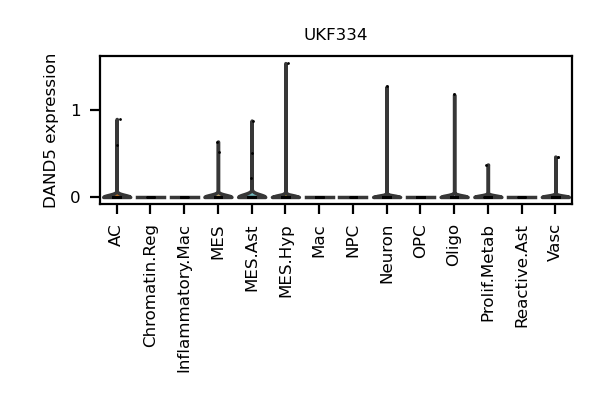 UKF334
DAND5 expression
1
0
AC
Chromatin.Reg
Inflammatory.Mac
MES
MES.Ast
MES.Hyp
Mac
NPC
Neuron
OPC
Oligo
Prolif.Metab
Reactive.Ast
Vasc